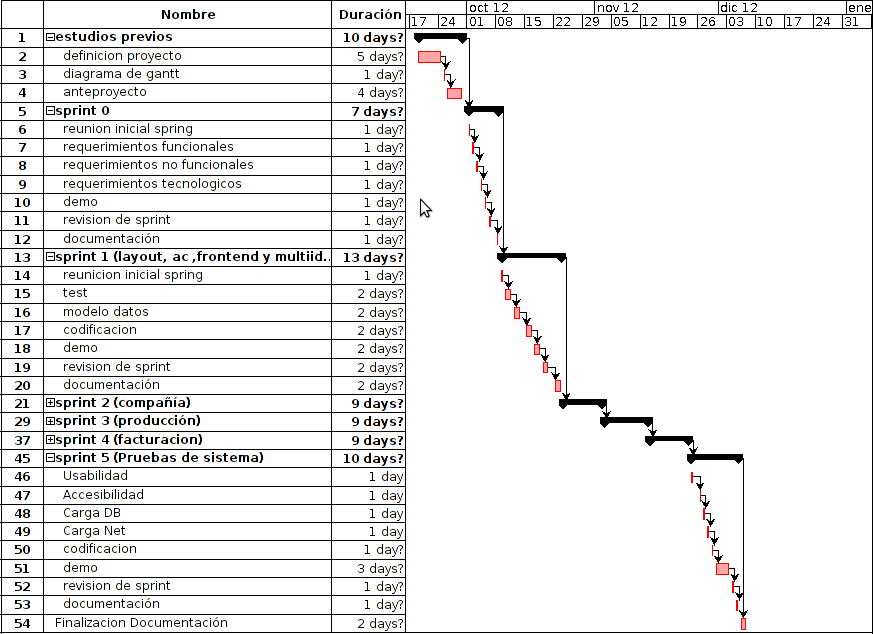 Nombre Duración oct 12 nov 12 dic 12 ene
17 24 01 08 15 22 29 05 12 19 26 03 10 17 24 31
1 estudios previos 10 days?
2 definicion proyecto 5 days?
3 diagrama de gantt 1 day?
4 anteproyecto 4 days?
5 sprint 0 7 days?
6 reunion inicial spring 1 day?
7 requerimientos funcionales 1 day?
8 requerimientos no funcionales 1 day?
9 requerimientos tecnologicos 1 day?
10 demo 1 day?
11 revision de sprint 1 day?
12 documentación 1 day?
13 sprint 1 (layout, ac ,frontend y multiid.. 13 days?
14 reunicion inicial spring 1 day?
15 test 2 days?
16 modelo datos 2 days?
17 codificacion 2 days?
18 demo 2 days?
19 revision de sprint 2 days?
20 documentación 2 days?
21 sprint 2 (compañía) 9 days?
29 sprint 3 (producción) 9 days?
37 sprint 4 (facturacion) 9 days?
45 sprint 5 (Pruebas de sistema) 10 days?
46 Usabilidad 1 day
47 Accesibilidad 1 day
48 Carga DB 1 day
49 Carga Net 1 day
50 codificacion 1 day?
51 demo 3 days?
52 revision de sprint 1 day?
53 documentación 1 day?
54 Finalizacion Documentación 2 days?